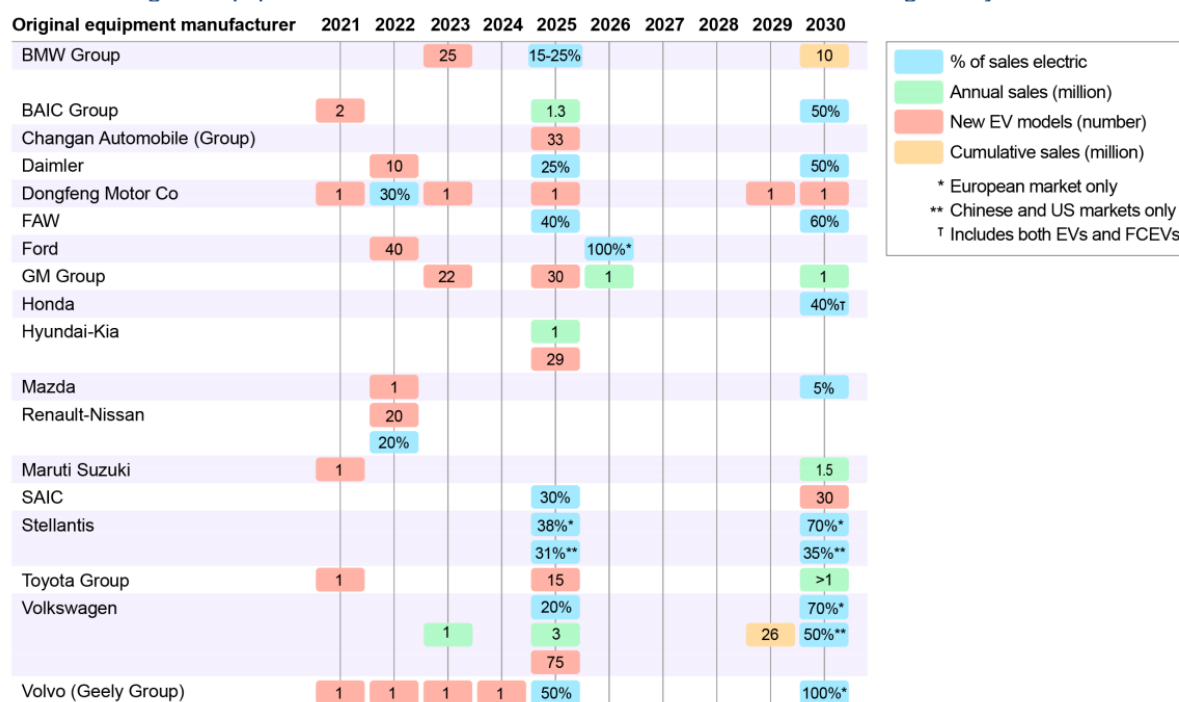 Original equipment manufacturer 2021 2022 2023 2024 2025 2026 2027 2028 2029 2030
BMW Group 25 15-25% 10
BAIC Group 2 1.3 50%
Changan Automobile (Group) 33
Daimler 10 25% 50%
Dongfeng Motor Co 1 30% 1 1 1 1
FAW 40% 60%
Ford 40 100%*
GM Group 22 30 1 1
Honda 40%т
Hyundai-Kia 1
29
Mazda 1 5%
Renault-Nissan 20
20%
Maruti Suzuki 1 1.5
SAIC 30% 30
Stellantis 38%* 70%*
31%** 35%**
Toyota Group 1 15 >1
Volkswagen 20% 70%*
1 3 26 50%**
75
Volvo (Geely Group) 1 1 1 1 50% 100%*
% of sales electric
Annual sales (million)
New EV models (number)
Cumulative sales (million)
* European market only
** Chinese and US markets only
т Includes both EVs and FCEVs